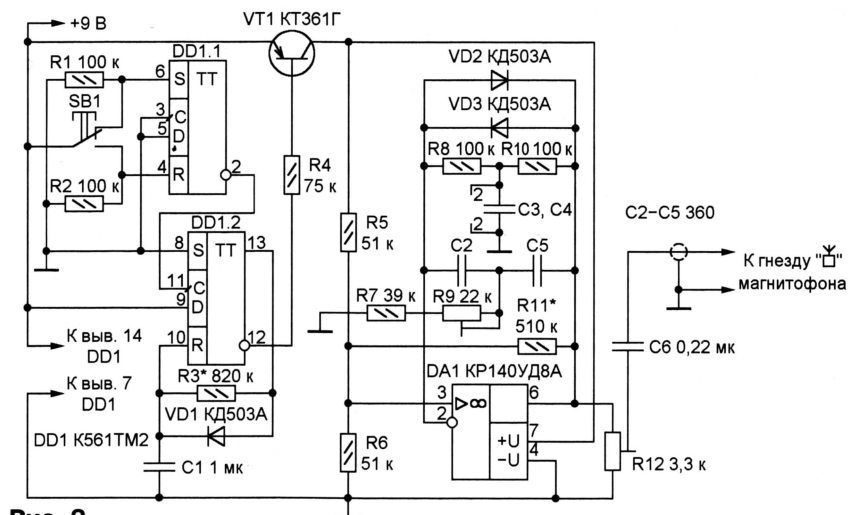 +9 В
VT1 КТ361Г
DD1.1
R1 100 к
6
S
TT
SB1
3
C
5
D
4
R
2
R2 100 к
R4
75 к
DD1.2
8
S
TT
13
11
C
9
D
10
R
12
К выв. 14
DD1
R3* 820 к
К выв. 7
DD1
VD1 КД503А
DD1 К561ТМ2
C1 1 мк
VD2 КД503А
VD3 КД503А
R8 100 к
R10 100 к
2
C3, C4
2
R5
51 к
C2
C5
R7 39 к
R9 22 к
R11*
510 к
DA1 КР140УД8А
3
▷∞
6
2
7
+U
−U
4
R6
51 к
R12 3,3 к
C2–C5 360
К гнезду "
"
магнитофона
C6 0,22 мк
Рис. 2